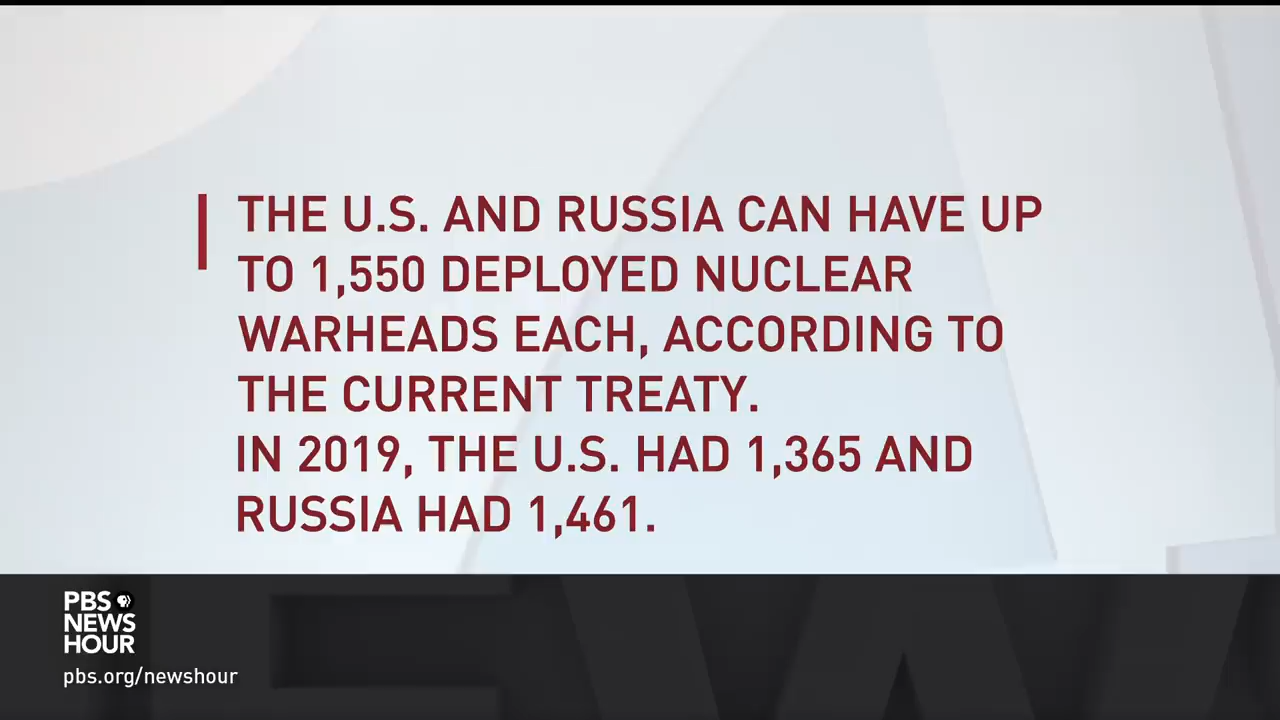 THE U.S. AND RUSSIA CAN HAVE UP
TO 1,550 DEPLOYED NUCLEAR
WARHEADS EACH, ACCORDING TO
THE CURRENT TREATY.
IN 2019, THE U.S. HAD 1,365 AND
RUSSIA HAD 1,461.
PBS
NEWS
HOUR
pbs.org/newshour